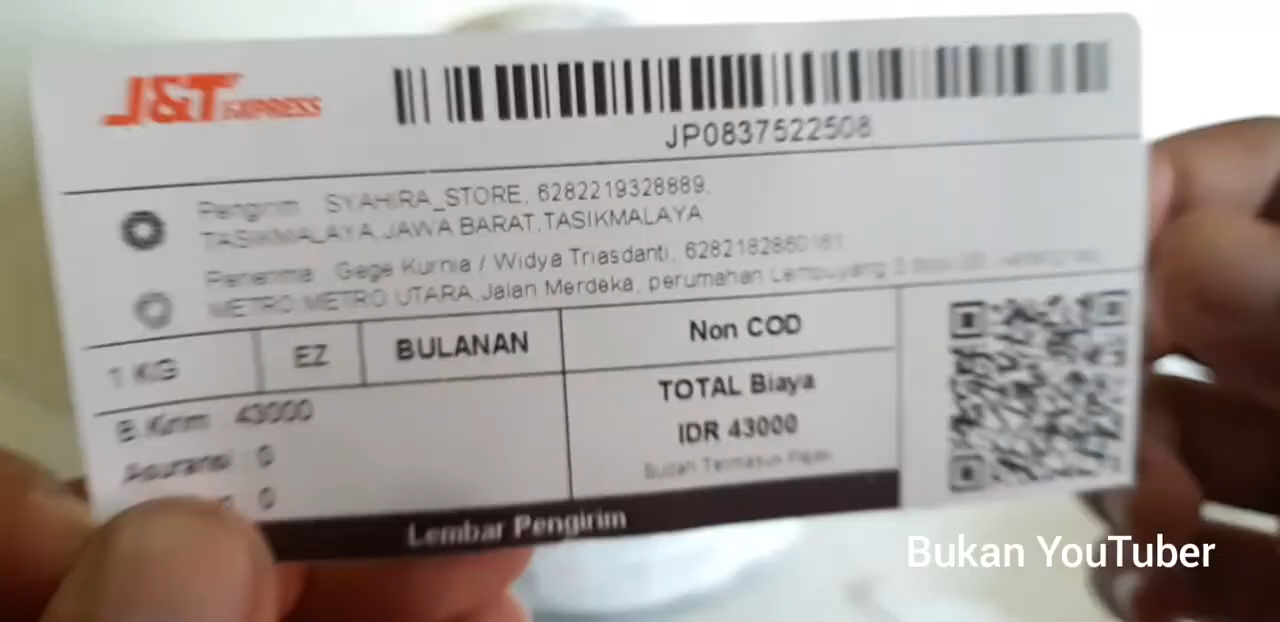 J&T EXPRESS
JP0837522508
Pengirim SYAHIRA_STORE, 6282219328889,
TASIKMALAYA,JAWA BARAT,TASIKMALAYA
Penerima Gege Kurnia / Widya Triasdanti,
METRO,METRO UTARA,Jalan Merdeka, perumahan Lempuyang
1 KG EZ BULANAN Non COD
B.Kirim : 43000
TOTAL Biaya
IDR 43000
Asuransi : 0
0
Lembar Pengirim
Bukan YouTuber